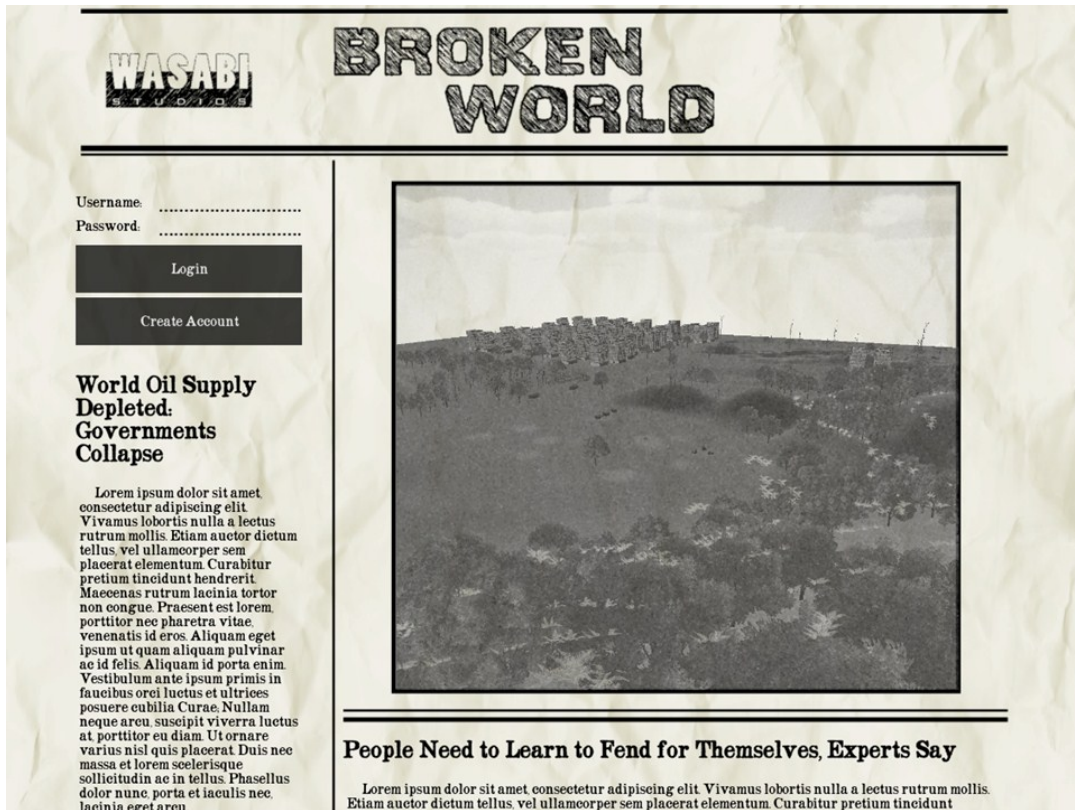 WASABI
STUDIOS
BROKEN
WORLD
Username:
Password:
Login
Create Account
World Oil Supply
Depleted:
Governments
Collapse
Lorem ipsum dolor sit amet,
consectetur adipiscing elit.
Vivamus lobortis nulla a lectus
rutrum mollis. Etiam auctor dictum
tellus, vel ullamcorper sem
placerat elementum. Curabitur
pretium tincidunt hendrerit.
Maecenas rutrum lacinia tortor
non congue. Praesent est lorem,
porttitor nec pharetra vitae,
venenatis id eros. Aliquam eget
ipsum ut quam aliquam pulvinar
ac id felis. Aliquam id porta enim.
Vestibulum ante ipsum primis in
faucibus orci luctus et ultrices
posuere cubilia Curae; Nullam
neque arcu, suscipit viverra luctus
at, porttitor eu diam. Ut ornare
varius nisl quis placerat. Duis nec
massa et lorem scelerisque
sollicitudin ac in tellus. Phasellus
dolor nunc, porta et iaculis nec,
lacinia eget arcu.
People Need to Learn to Fend for Themselves, Experts Say
Lorem ipsum dolor sit amet, consectetur adipiscing elit. Vivamus lobortis nulla a lectus rutrum mollis.
Etiam auctor dictum tellus, vel ullamcorper sem placerat elementum. Curabitur pretium tincidunt